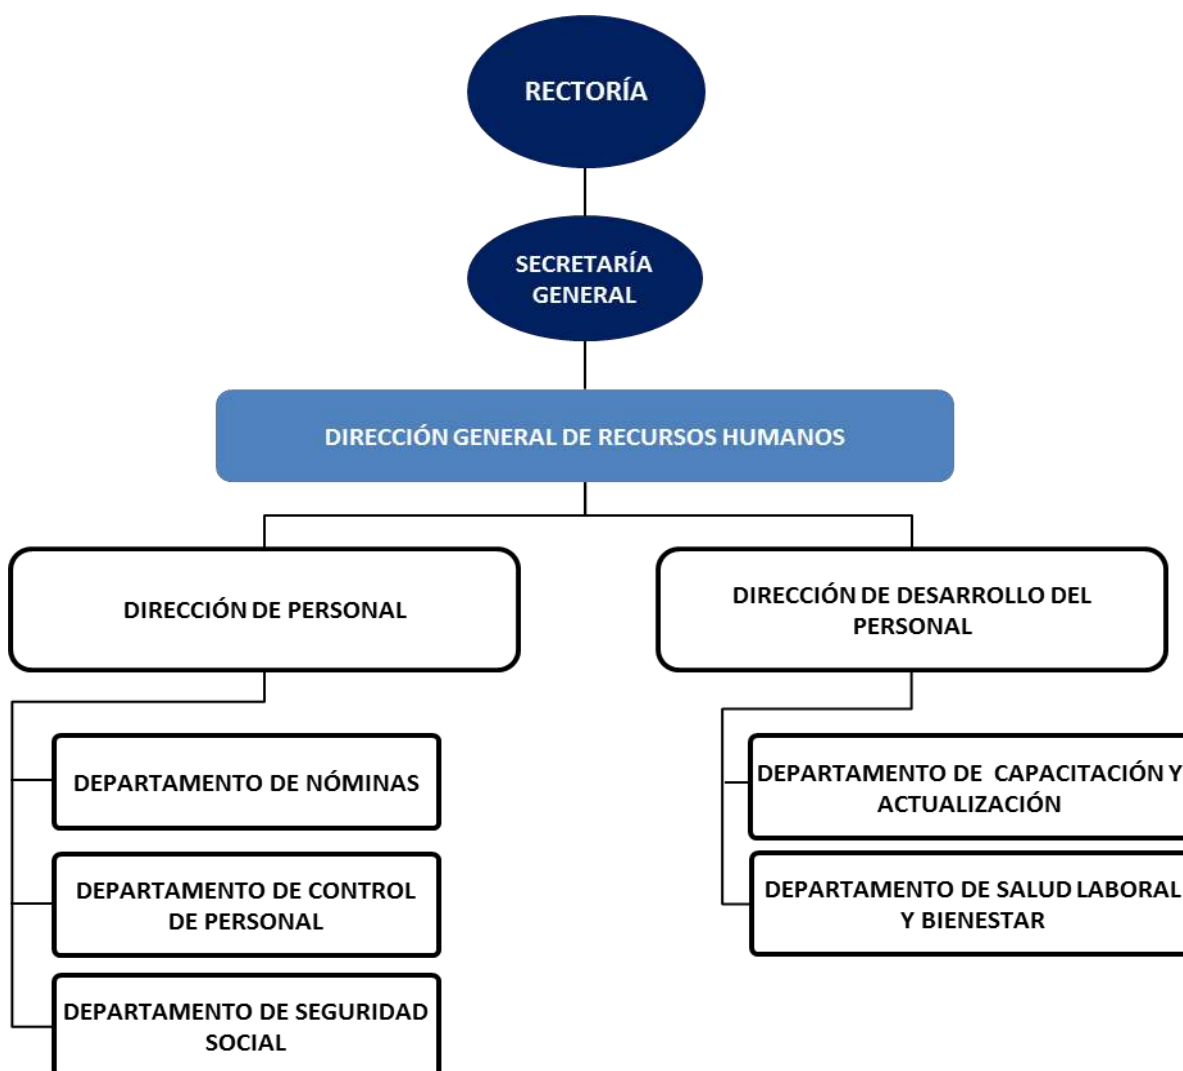 RECTORÍA
SECRETARÍA
GENERAL
DIRECCIÓN GENERAL DE RECURSOS HUMANOS
DIRECCIÓN DE PERSONAL
DIRECCIÓN DE DESARROLLO DEL
PERSONAL
DEPARTAMENTO DE NÓMINAS
DEPARTAMENTO DE CONTROL
DE PERSONAL
DEPARTAMENTO DE SEGURIDAD
SOCIAL
DEPARTAMENTO DE CAPACITACIÓN Y
ACTUALIZACIÓN
DEPARTAMENTO DE SALUD LABORAL
Y BIENESTAR